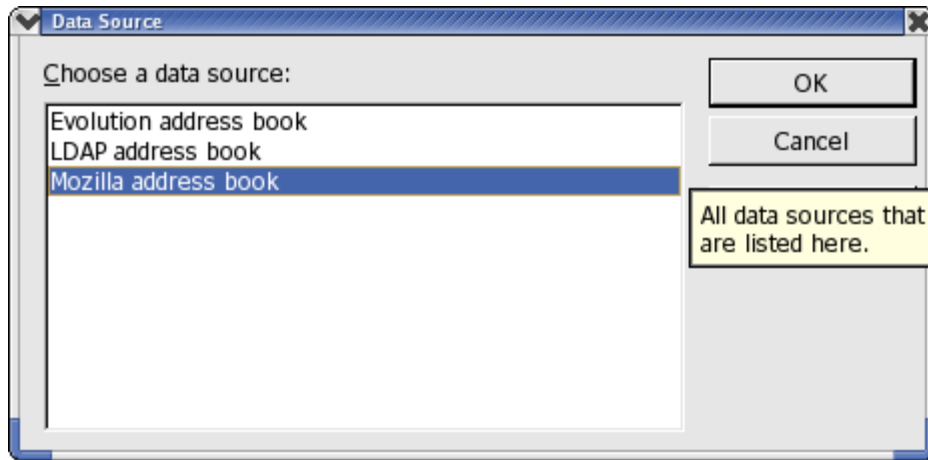 Data Source
Choose a data source:
Evolution address book
LDAP address book
Mozilla address book
OK
Cancel
All data sources that
are listed here.